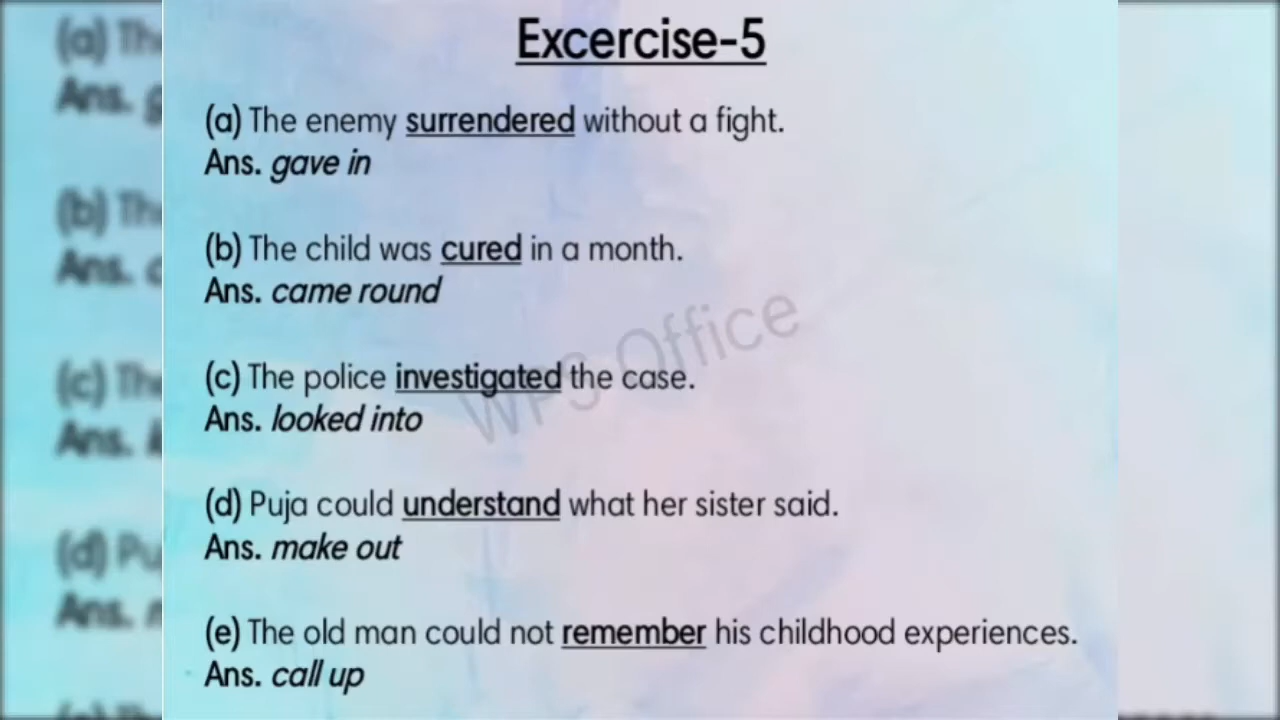 Excercise-5
(a) The enemy surrendered without a fight.
Ans. gave in
(b) The child was cured in a month.
Ans. came round
(c) The police investigated the case.
Ans. looked into
(d) Puja could understand what her sister said.
Ans. make out
(e) The old man could not remember his childhood experiences.
Ans. call up
WPS Office